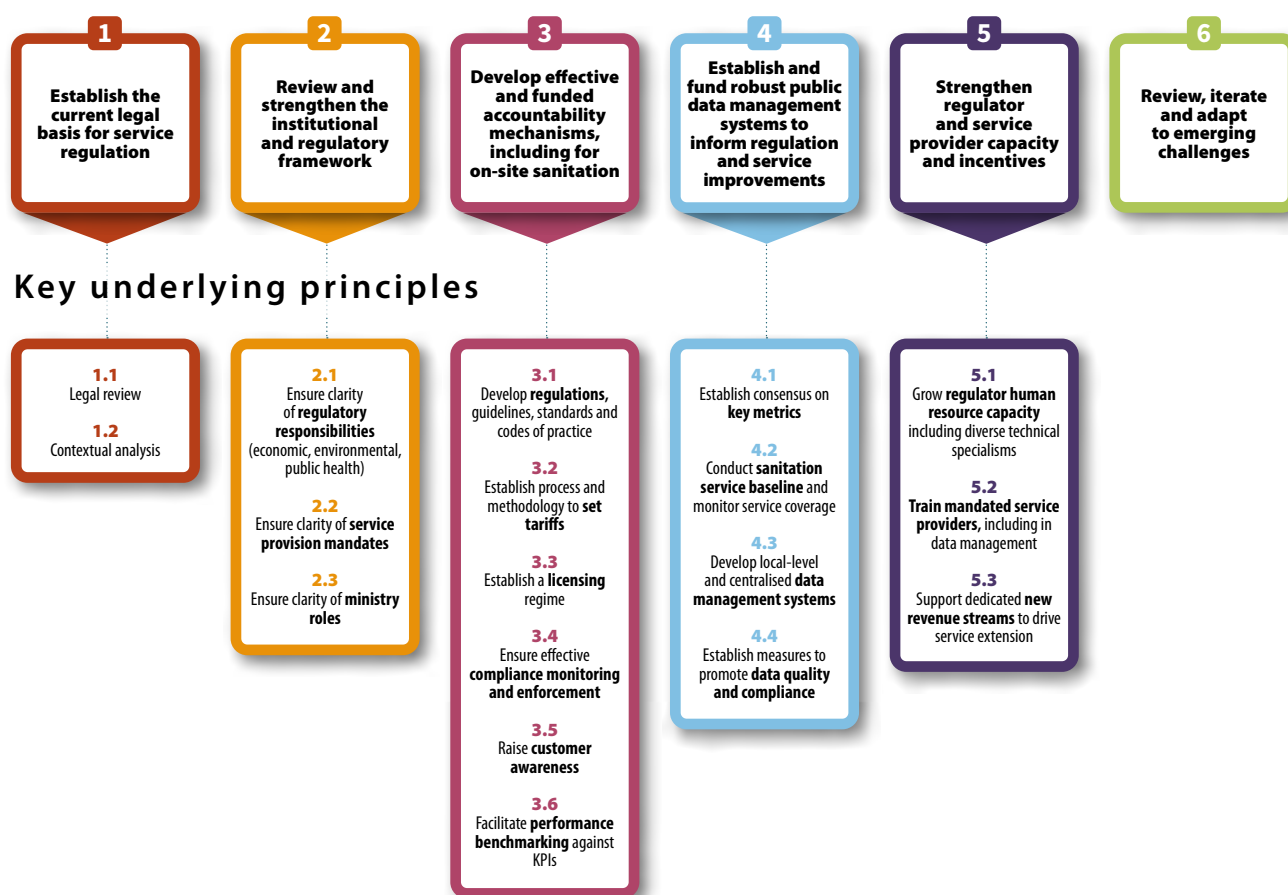 1
Establish the
current legal
basis for service
regulation
2
Review and
strengthen the
institutional
and regulatory
framework
3
Develop effective
and funded
accountability
mechanisms,
including for
on-site sanitation
4
Establish and
fund robust public
data management
systems to
inform regulation
and service
improvements
5
Strengthen
regulator
and service
provider capacity
and incentives
6
Review, iterate
and adapt
to emerging
challenges
Key underlying principles
1.1
Legal review
1.2
Contextual analysis
2.1
Ensure clarity
of regulatory
responsibilities
(economic, environmental,
public health)
2.2
Ensure clarity of service
provision mandates
2.3
Ensure clarity of ministry
roles
3.1
Develop regulations,
guidelines, standards and
codes of practice
3.2
Establish process and
methodology to set
tariffs
3.3
Establish a licensing
regime
3.4
Ensure effective
compliance monitoring
and enforcement
3.5
Raise customer
awareness
3.6
Facilitate performance
benchmarking against
KPIs
4.1
Establish consensus on
key metrics
4.2
Conduct sanitation
service baseline and
monitor service coverage
4.3
Develop local-level
and centralised data
management systems
4.4
Establish measures to
promote data quality
and compliance
5.1
Grow regulator human
resource capacity
including diverse technical
specialisms
5.2
Train mandated service
providers, including in
data management
5.3
Support dedicated new
revenue streams to drive
service extension